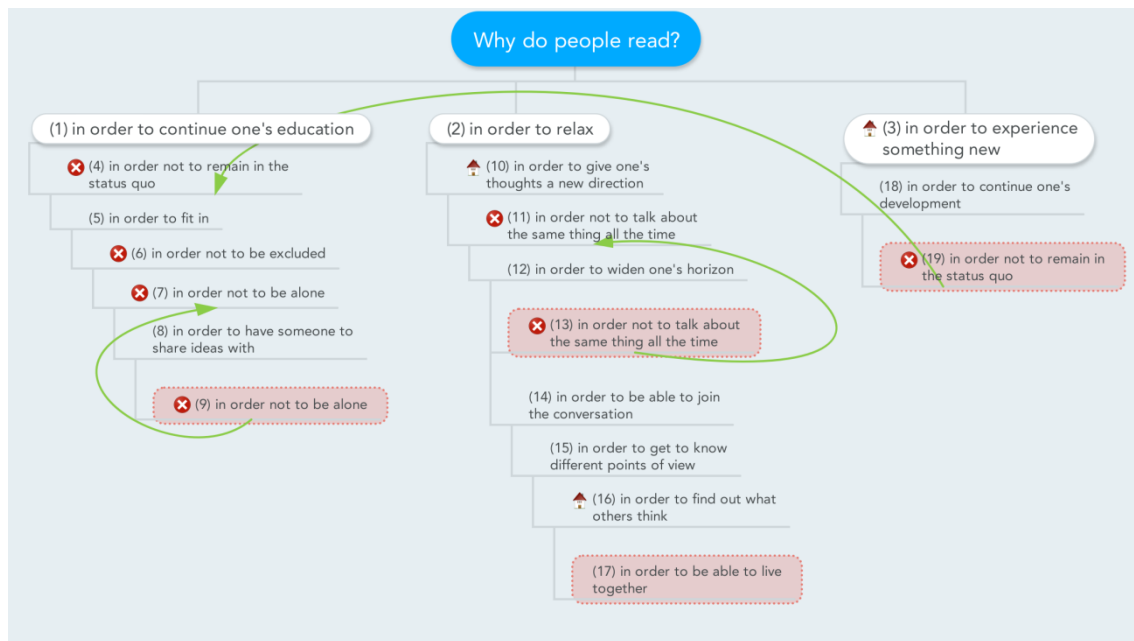 Why do people read?
(1) in order to continue one's education
(4) in order not to remain in the
status quo
(5) in order to fit in
(6) in order not to be excluded
(7) in order not to be alone
(8) in order to have someone to
share ideas with
(9) in order not to be alone
(2) in order to relax
(10) in order to give one's
thoughts a new direction
(11) in order not to talk about
the same thing all the time
(12) in order to widen one's horizon
(13) in order not to talk about
the same thing all the time
(14) in order to be able to join
the conversation
(15) in order to get to know
different points of view
(16) in order to find out what
others think
(17) in order to be able to live
together
(3) in order to experience
something new
(18) in order to continue one's
development
(19) in order not to remain in
the status quo